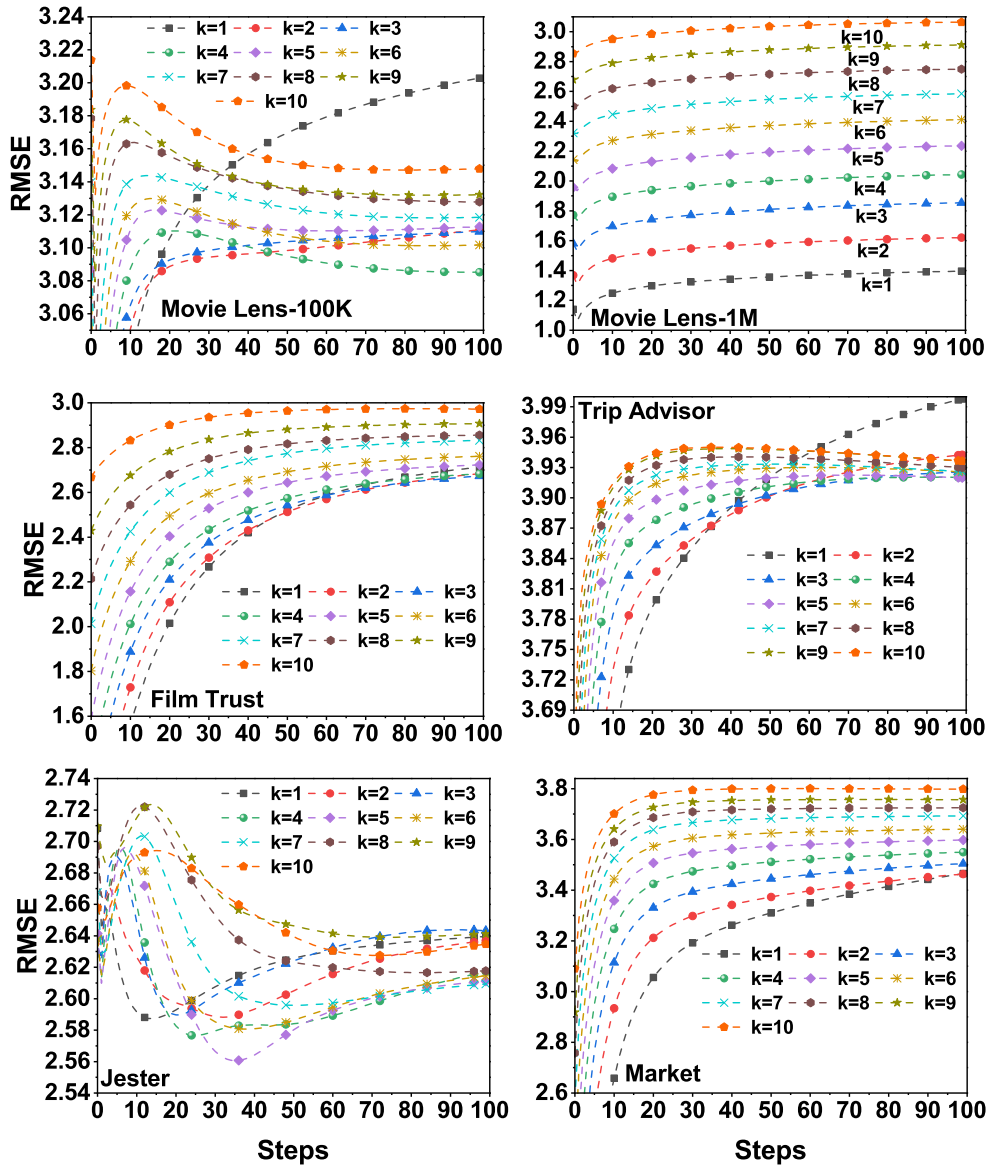 3.24
3.22
3.20
3.18
3.16
3.14
3.12
3.10
3.08
3.06
RMSE
k=1 k=2 k=3
k=4 k=5 k=6
k=7 k=8 k=9
k=10
Movie Lens-100K
0 10 20 30 40 50 60 70 80 90 100
3.0
2.8
2.6
2.4
2.2
2.0
1.8
1.6
1.4
1.2
1.0
k=10
k=9
k=8
k=7
k=6
k=5
k=4
k=3
k=2
k=1
Movie Lens-1M
0 10 20 30 40 50 60 70 80 90 100
3.0
2.8
2.6
2.4
2.2
2.0
1.8
1.6
RMSE
k=1 k=2 k=3
k=4 k=5 k=6
k=7 k=8 k=9
k=10
Film Trust
0 10 20 30 40 50 60 70 80 90 100
Trip Advisor
3.99
3.96
3.93
3.90
3.87
3.84
3.81
3.78
3.75
3.72
3.69
k=1 k=2
k=3 k=4
k=5 k=6
k=7 k=8
k=9 k=10
0 10 20 30 40 50 60 70 80 90 100
2.74
2.72
2.70
2.68
2.66
2.64
2.62
2.60
2.58
2.56
2.54
RMSE
k=1 k=2 k=3
k=4 k=5 k=6
k=7 k=8 k=9
k=10
Jester
0 10 20 30 40 50 60 70 80 90 100
Steps
3.8
3.6
3.4
3.2
3.0
2.8
2.6
k=1 k=2 k=3
k=4 k=5 k=6
k=7 k=8 k=9
k=10
Market
0 10 20 30 40 50 60 70 80 90 100
Steps